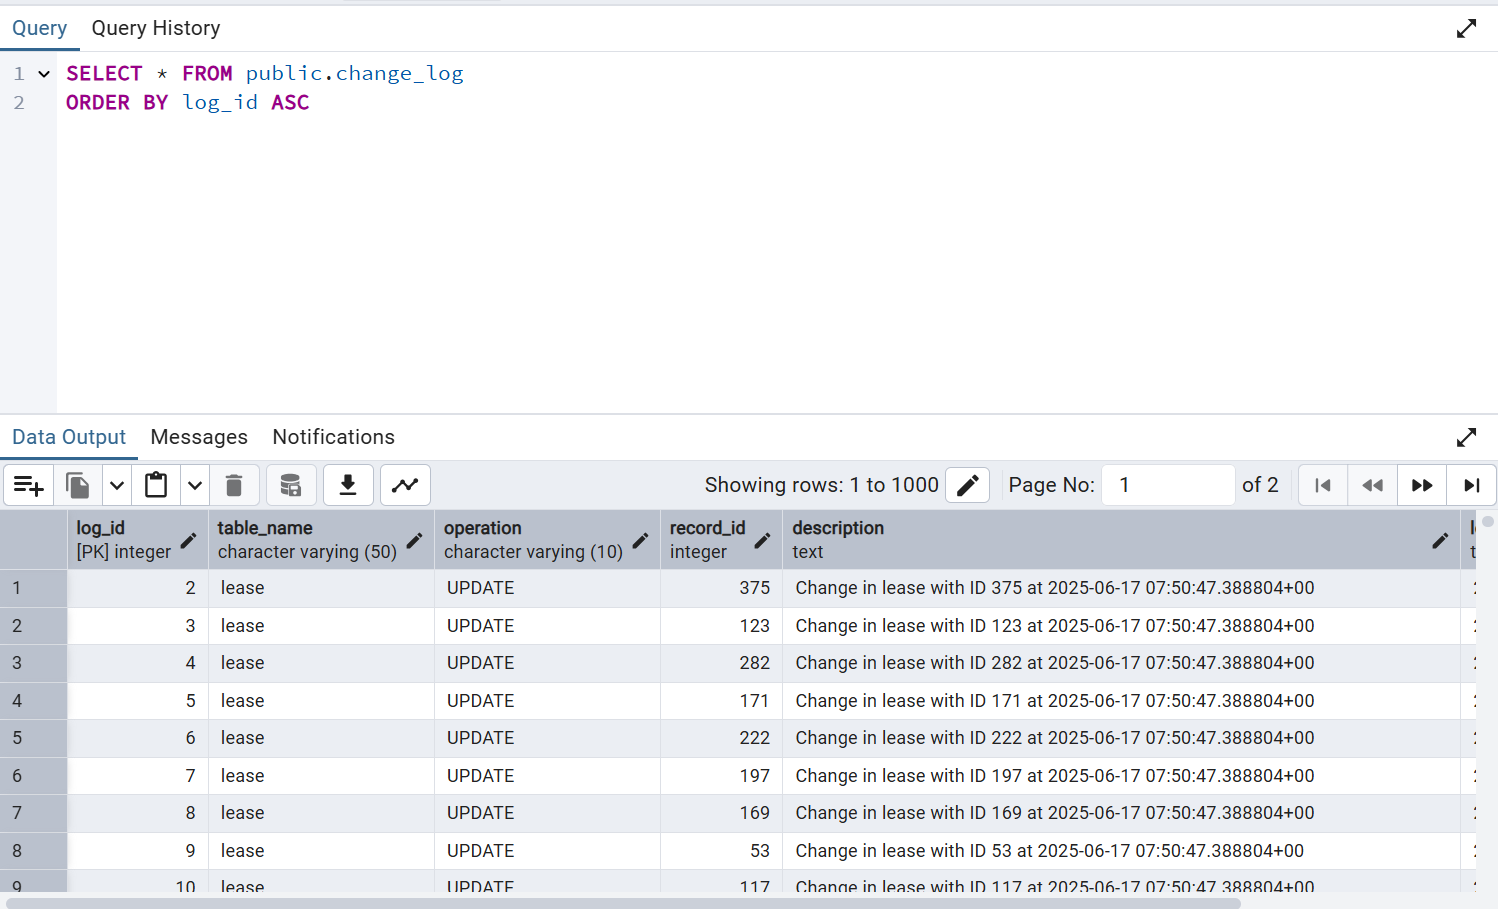 Query Query History
1 SELECT * FROM public.change_log
2 ORDER BY log_id ASC
Data Output Messages Notifications
Showing rows: 1 to 1000 Page No: 1 of 2
log_id table_name operation record_id description
[PK] integer character varying (50) character varying (10) integer text
1 2 lease UPDATE 375 Change in lease with ID 375 at 2025-06-17 07:50:47.388804+00
2 3 lease UPDATE 123 Change in lease with ID 123 at 2025-06-17 07:50:47.388804+00
3 4 lease UPDATE 282 Change in lease with ID 282 at 2025-06-17 07:50:47.388804+00
4 5 lease UPDATE 171 Change in lease with ID 171 at 2025-06-17 07:50:47.388804+00
5 6 lease UPDATE 222 Change in lease with ID 222 at 2025-06-17 07:50:47.388804+00
6 7 lease UPDATE 197 Change in lease with ID 197 at 2025-06-17 07:50:47.388804+00
7 8 lease UPDATE 169 Change in lease with ID 169 at 2025-06-17 07:50:47.388804+00
8 9 lease UPDATE 53 Change in lease with ID 53 at 2025-06-17 07:50:47.388804+00
9 10 lease UPDATE 117 Change in lease with ID 117 at 2025-06-17 07:50:47.388804+00